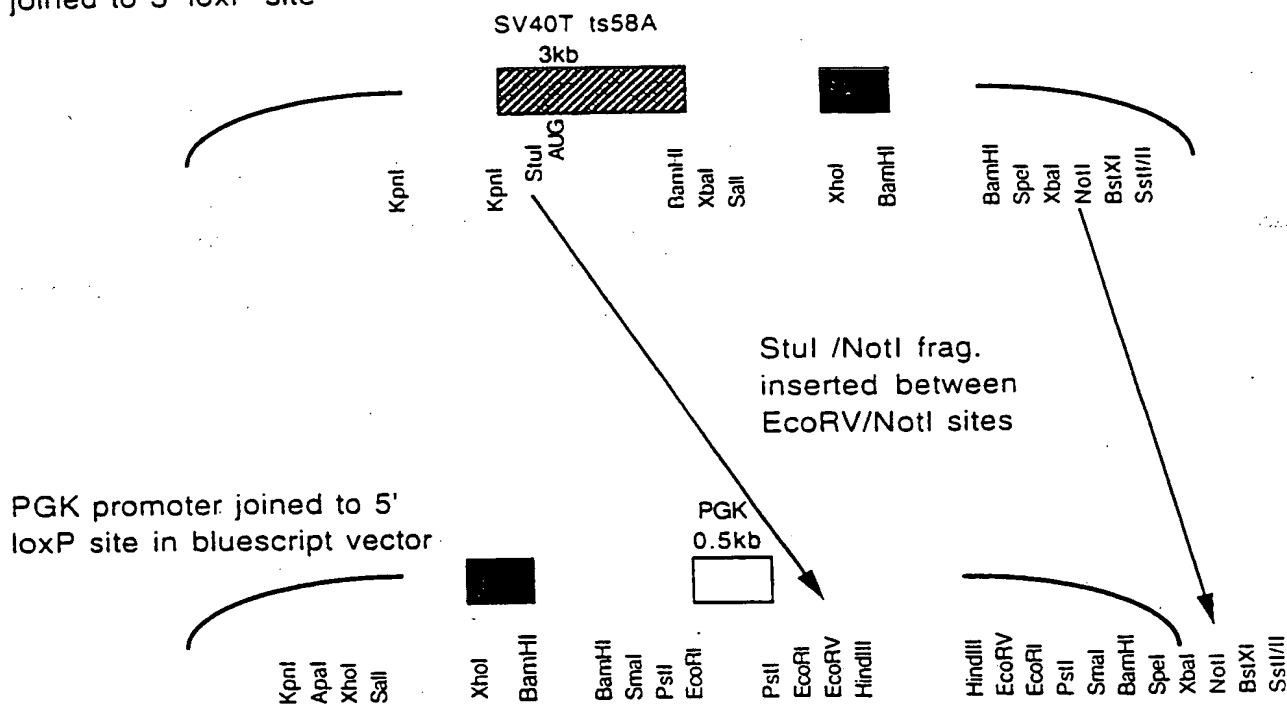 joined to 3' loxP site
SV40T ts58A
3kb
KpnI
KpnI
StuI
AUG
BamHI
XbaI
SalI
XhoI
BamHI
BamHI
SpeI
XbaI
NotI
BstXI
SstI/II
StuI /NotI frag.
inserted between
EcoRV/NotI sites
PGK promoter joined to 5'
loxP site in bluescript vector
PGK
0.5kb
KpnI
ApaI
XhoI
SalI
XhoI
BamHI
BamHI
SmaI
PstI
EcoRI
PstI
EcoRI
EcoRV
HindIII
HindIII
EcoRV
EcoRI
PstI
SmaI
BamHI
SpeI
XbaI
NotI
BstXI
SstI/II